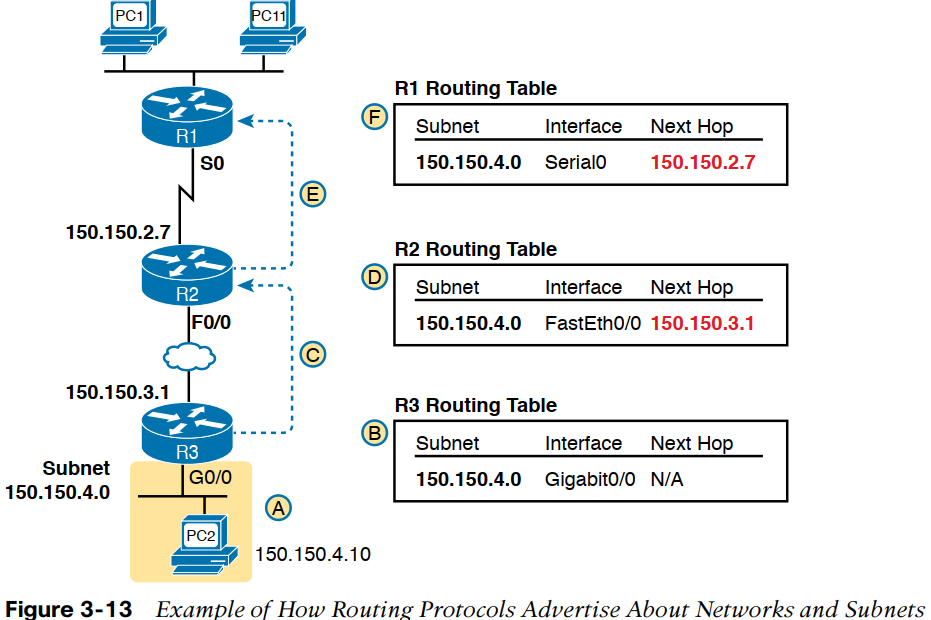 PC1
PC11
R1
S0
E
150.150.2.7
R2
F0/0
C
150.150.3.1
R3
G0/0
Subnet
150.150.4.0
A
PC2
150.150.4.10
R1 Routing Table
F
Subnet Interface Next Hop
150.150.4.0 Serial0 150.150.2.7
R2 Routing Table
D
Subnet Interface Next Hop
150.150.4.0 FastEth0/0 150.150.3.1
R3 Routing Table
B
Subnet Interface Next Hop
150.150.4.0 Gigabit0/0 N/A
Figure 3-13 Example of How Routing Protocols Advertise About Networks and Subnets